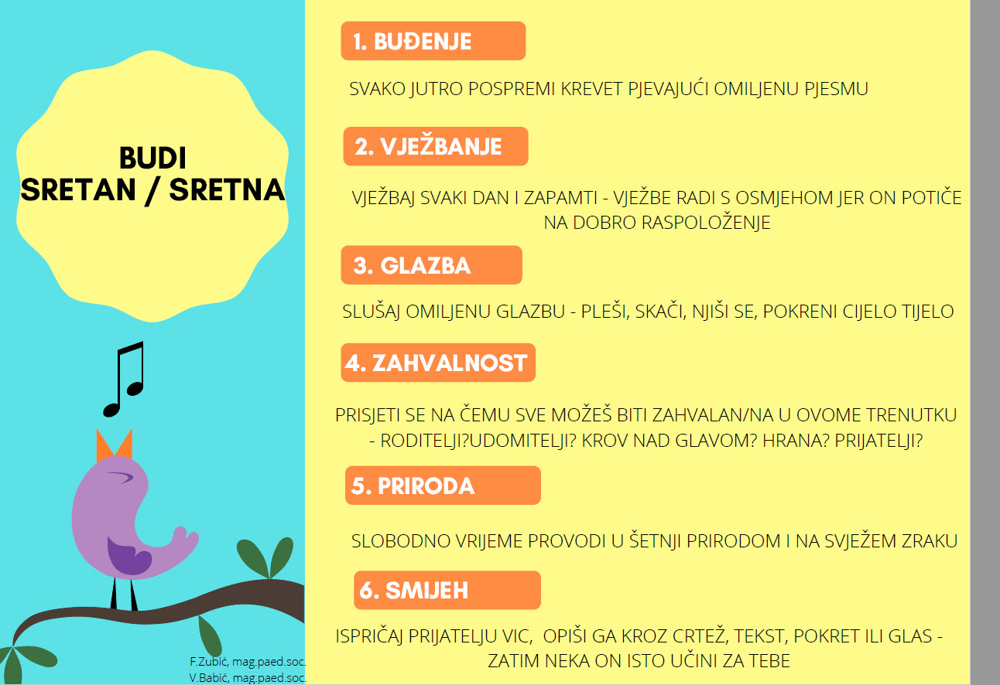 BUDI
SRETAN / SRETNA
F.Zubić, mag.paed.soc.
V.Babić, mag.paed.soc.
1. BUĐENJE
SVAKO JUTRO POSPREMI KREVET PJEVAJUĆI OMILJENU PJESMU
2. VJEŽBANJE
VJEŽBAJ SVAKI DAN I ZAPAMTI - VJEŽBE RADI S OSMJEHOM JER ON POTIČE
NA DOBRO RASPOLOŽENJE
3. GLAZBA
SLUŠAJ OMILJENU GLAZBU - PLEŠI, SKAČI, NJIŠI SE, POKRENI CIJELO TIJELO
4. ZAHVALNOST
PRISJETI SE NA ČEMU SVE MOŽEŠ BITI ZAHVALAN/NA U OVOME TRENUTKU
- RODITELJI?UDOMITELJI? KROV NAD GLAVOM? HRANA? PRIJATELJI?
5. PRIRODA
SLOBODNO VRIJEME PROVODI U ŠETNJI PRIRODOM I NA SVJEŽEM ZRAKU
6. SMIJEH
ISPRIČAJ PRIJATELJU VIC,  OPIŠI GA KROZ CRTEŽ, TEKST, POKRET ILI GLAS -
ZATIM NEKA ON ISTO UČINI ZA TEBE